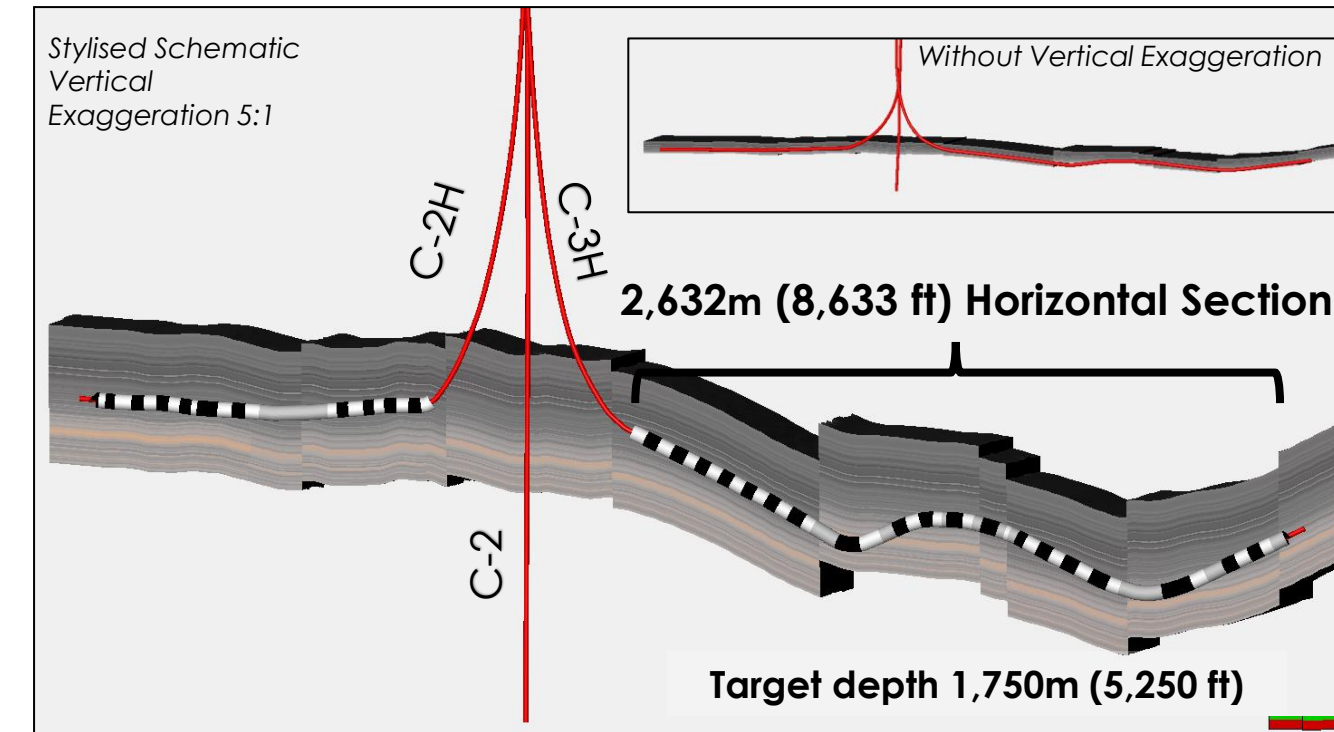 Stylised Schematic
Vertical
Exaggeration 5:1
Without Vertical Exaggeration
C-2H
C-3H
2,632m (8,633 ft) Horizontal Section
C-2
Target depth 1,750m (5,250 ft)